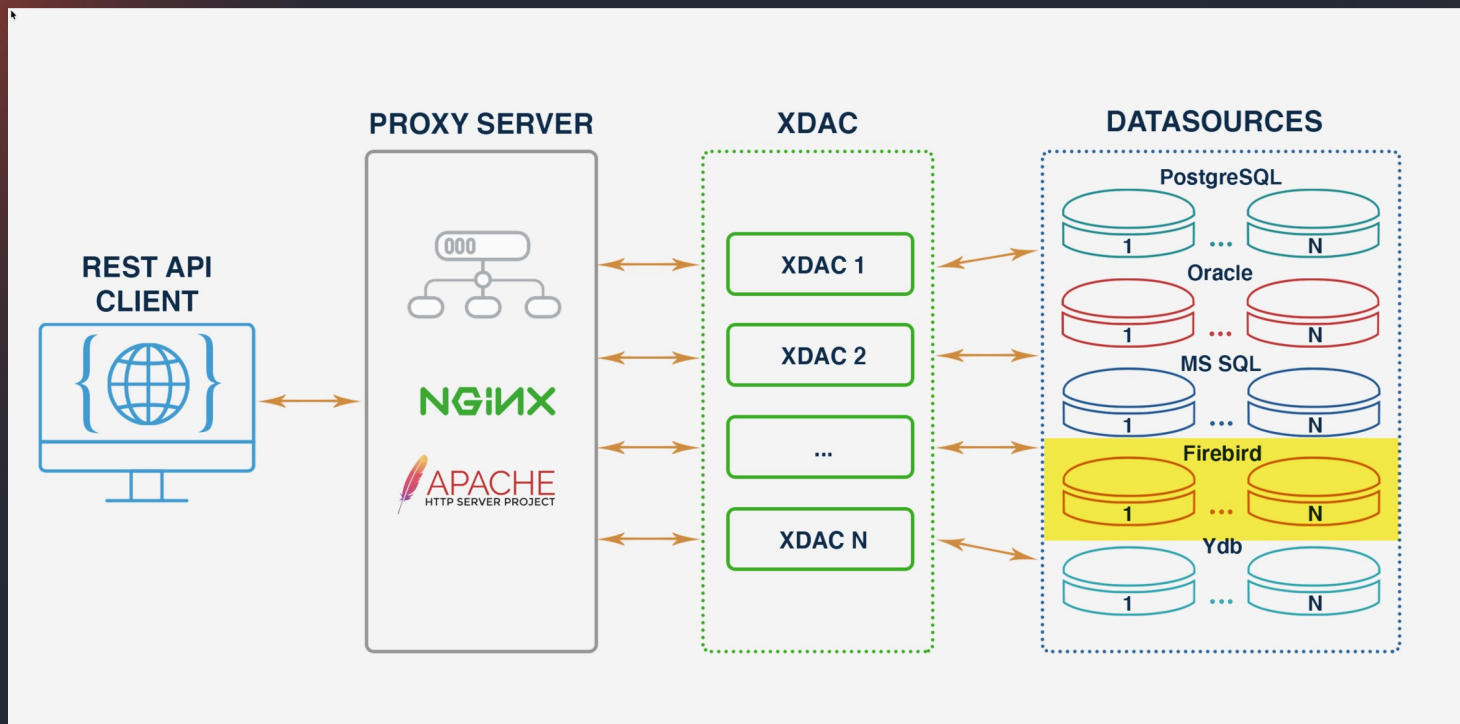 PROXY SERVER
XDAC
DATASOURCES
REST API
CLIENT
000
NGINX
APACHE
HTTP SERVER PROJECT
XDAC 1
XDAC 2
...
XDAC N
PostgreSQL
1 ... N
Oracle
1 ... N
MS SQL
1 ... N
Firebird
1 ... N
Ydb
1 ... N